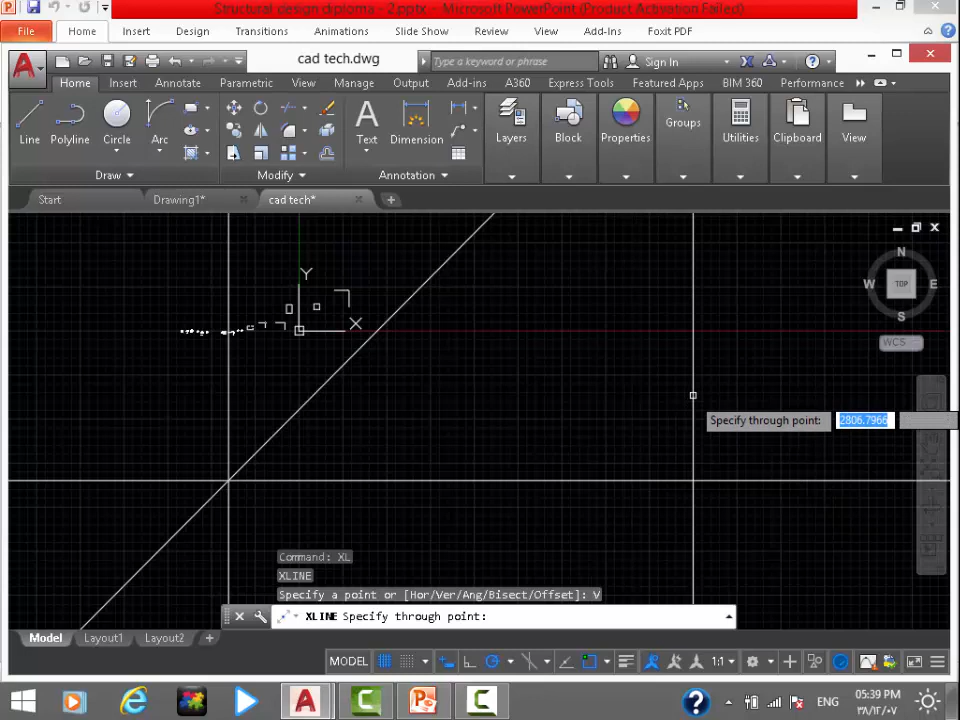 Structural design diploma - 2.pptx - Microsoft PowerPoint (Product Activation Failed)
File Home Insert Design Transitions Animations Slide Show Review View Add-Ins Foxit PDF
cad tech.dwg Type a keyword or phrase Sign In
Home Insert Annotate Parametric View Manage Output Add-ins A360 Express Tools Featured Apps BIM 360 Performance
Line Polyline Circle Arc Text Dimension Layers Block Properties Groups Utilities Clipboard View
Draw Modify Annotation
Start Drawing1* cad tech*
N
W TOP E
S
WCS
Y
X
Specify through point: 2806.7966
Command: XL
XLINE
Specify a point or [Hor/Ver/Ang/Bisect/Offset]: V
XLINE Specify through point:
Model Layout1 Layout2
MODEL 1:1
ENG 05:39 PM
٣٨/١٢/٠٧